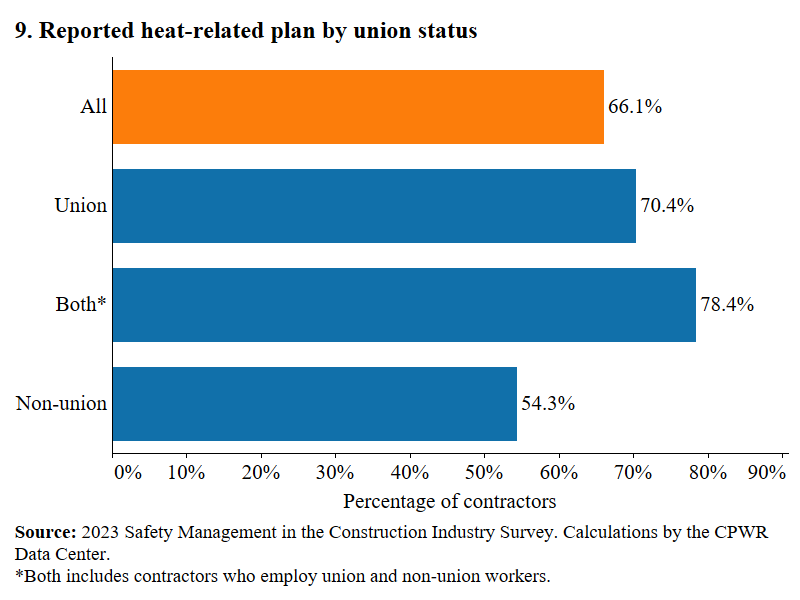 9. Reported heat-related plan by union status
All
66.1%
Union
70.4%
Both*
78.4%
Non-union
54.3%
0% 10% 20% 30% 40% 50% 60% 70% 80% 90%
Percentage of contractors
Source: 2023 Safety Management in the Construction Industry Survey. Calculations by the CPWR
Data Center.
*Both includes contractors who employ union and non-union workers.